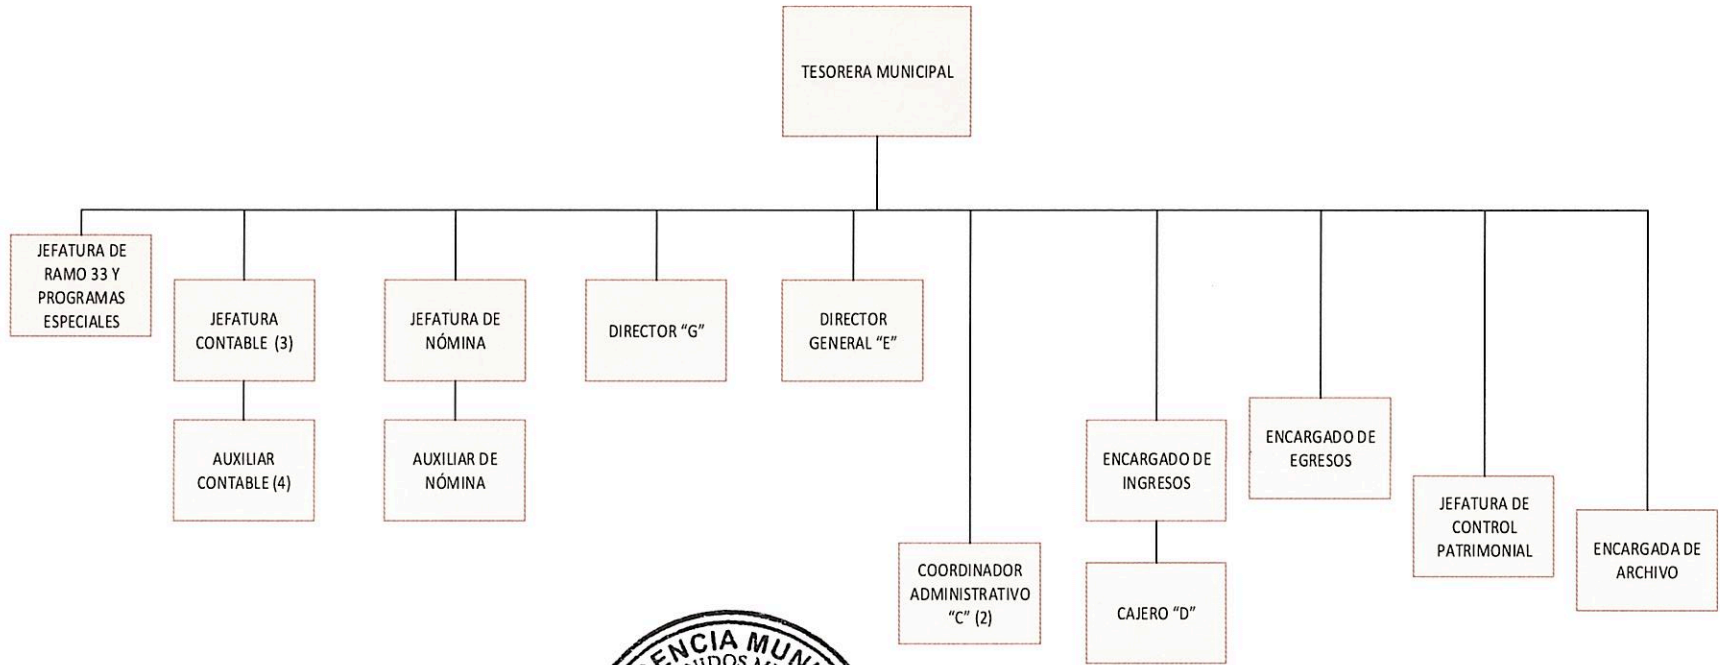 TESORERA MUNICIPAL
JEFATURA DE
RAMO 33 Y
PROGRAMAS
ESPECIALES
JEFATURA
CONTABLE (3)
JEFATURA DE
NÓMINA
DIRECTOR “G”
DIRECTOR
GENERAL “E”
AUXILIAR
CONTABLE (4)
AUXILIAR DE
NÓMINA
COORDINADOR
ADMINISTRATIVO
“C” (2)
ENCARGADO DE
INGRESOS
CAJERO “D”
ENCARGADO DE
EGRESOS
JEFATURA DE
CONTROL
PATRIMONIAL
ENCARGADA DE
ARCHIVO